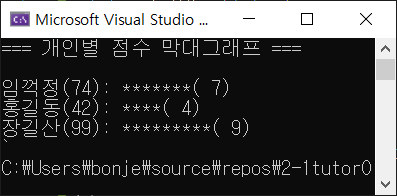 Microsoft Visual Studio ...
=== 개인별 점수 막대그래프 ===
임꺽정(74): *******( 7)
홍길동(42): ****( 4)
장길산(99): *********( 9)
`
C:\Users\bonje\source\repos\2-1tutor0